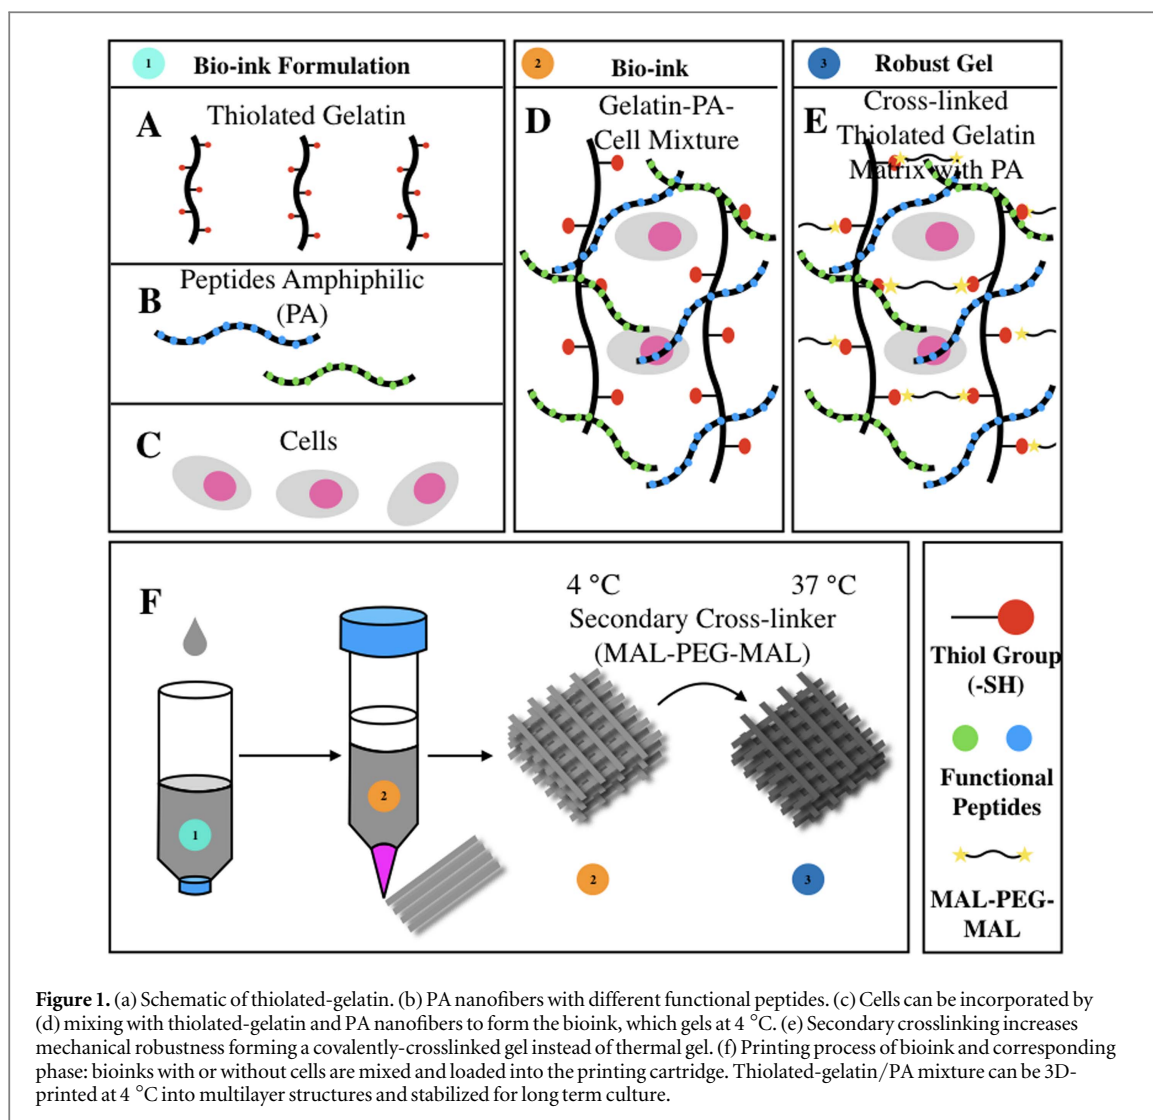 1
Bio-ink Formulation
A
Thiolated Gelatin
B
Peptides Amphiphilic
(PA)
C
Cells
2
Bio-ink
D
Gelatin-PA-
Cell Mixture
3
Robust Gel
E
Cross-linked
Thiolated Gelatin
Matrix with PA
F
4 °C
37 °C
Secondary Cross-linker
(MAL-PEG-MAL)
1
2
2
3
Thiol Group
(-SH)
Functional
Peptides
MAL-PEG-
MAL
Figure 1. (a) Schematic of thiolated-gelatin. (b) PA nanofibers with different functional peptides. (c) Cells can be incorporated by
(d) mixing with thiolated-gelatin and PA nanofibers to form the bioink, which gels at 4 °C. (e) Secondary crosslinking increases
mechanical robustness forming a covalently-crosslinked gel instead of thermal gel. (f) Printing process of bioink and corresponding
phase: bioinks with or without cells are mixed and loaded into the printing cartridge. Thiolated-gelatin/PA mixture can be 3D-
printed at 4 °C into multilayer structures and stabilized for long term culture.